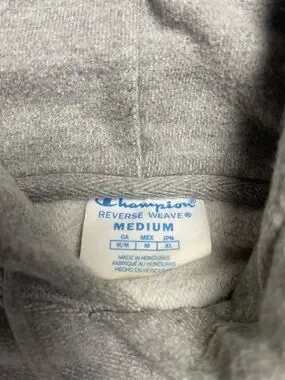 Champion
REVERSE WEAVE®
MEDIUM
CA MEX JPN
M/M M XL
MADE IN HONDURAS
FABRIQUÉ AU HONDURAS
HECHO EN HONDURAS